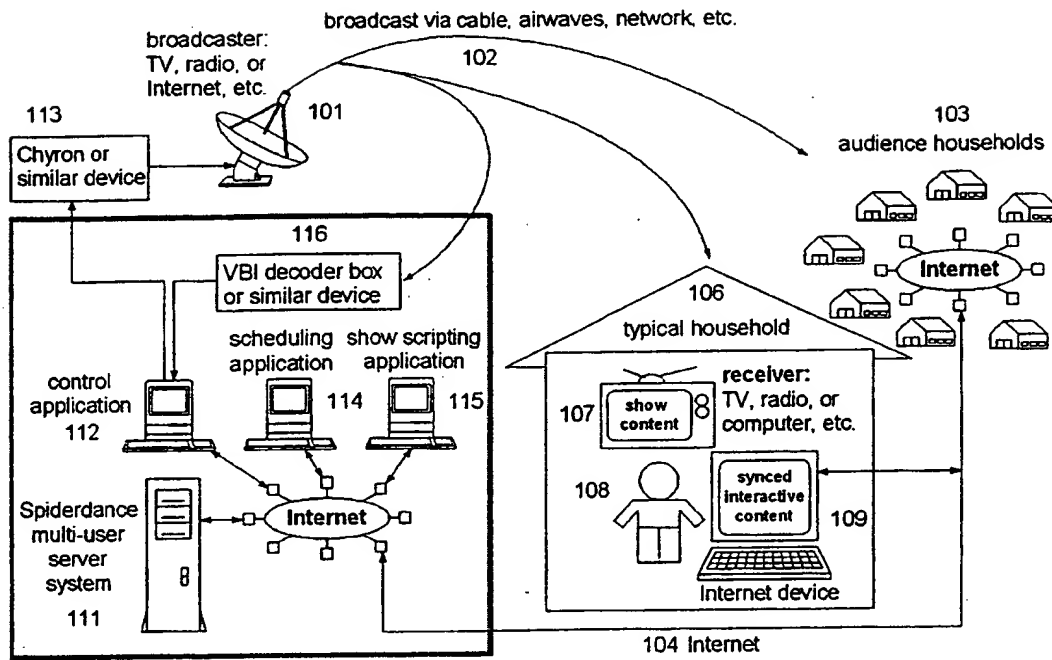 broadcast via cable, airwaves, network, etc.
102
broadcaster:
TV, radio, or
Internet, etc.
101
113
Chyron or
similar device
103
audience households
Internet
116
VBI decoder box
or similar device
106
typical household
scheduling
application
114
show scripting
application
115
control
application
112
receiver:
TV, radio, or
computer, etc.
107
show
content
108
synced
interactive
content
109
Internet device
Spiderdance
multi-user
server
system
111
Internet
104 Internet